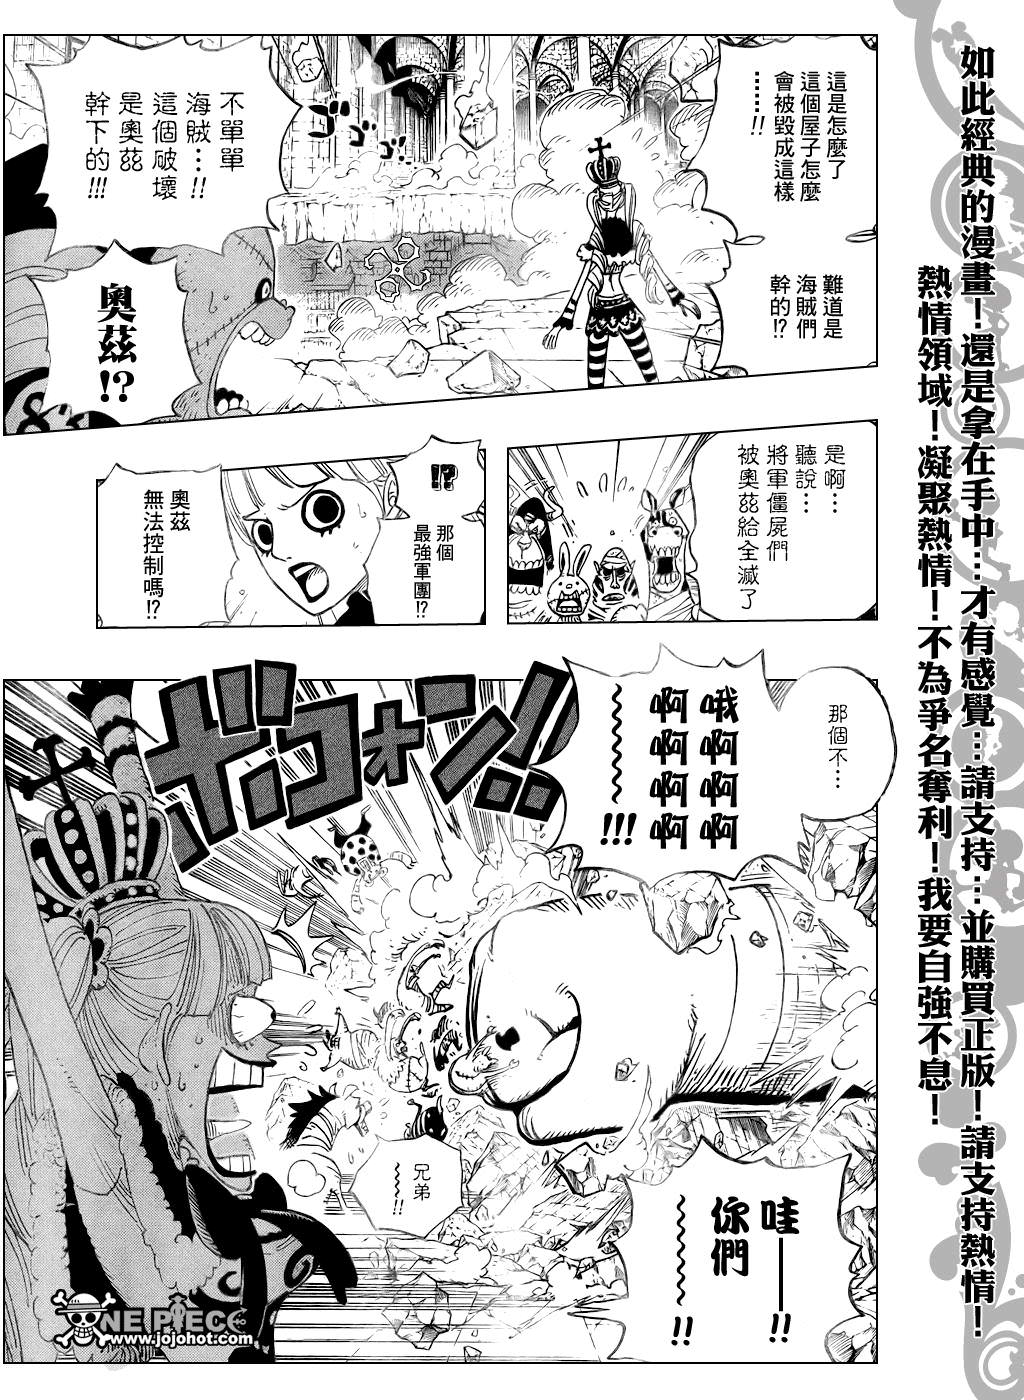 如此經典的漫畫！還是拿在手中…才有感覺…請支持…並購買正版！請支持熱情！
熱情領域！凝聚熱情！不為爭名奪利！我要自強不息！
這是怎麼了
這個屋子怎麼
會被毀成這樣
……!!
難道是
海賊們
幹的!?
ゴゴゴ
不單單
海賊…!!
這個破壞
是奧茲
幹下的!!!
奧茲!?
是啊…
聽說…
將軍僵屍們
被奧茲給全滅了
!?
那個
最強軍團!?
奧茲
無法控制嗎!?
那個不…
哦啊啊啊
啊啊啊啊
~~!!!
ボコォン!!
哇——!!
你們
~~!!
兄弟
~~!!
ONE PIECE
www.jojohot.com